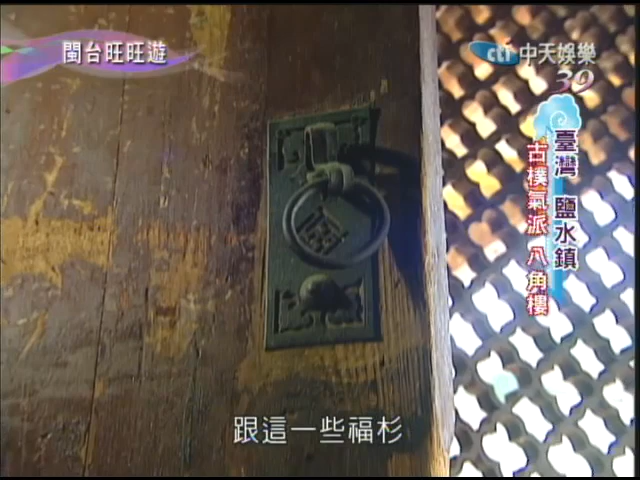 閩台旺旺遊
cti 中天娛樂
39
臺灣 鹽水鎮
古樸氣派 八角樓
跟這一些福杉